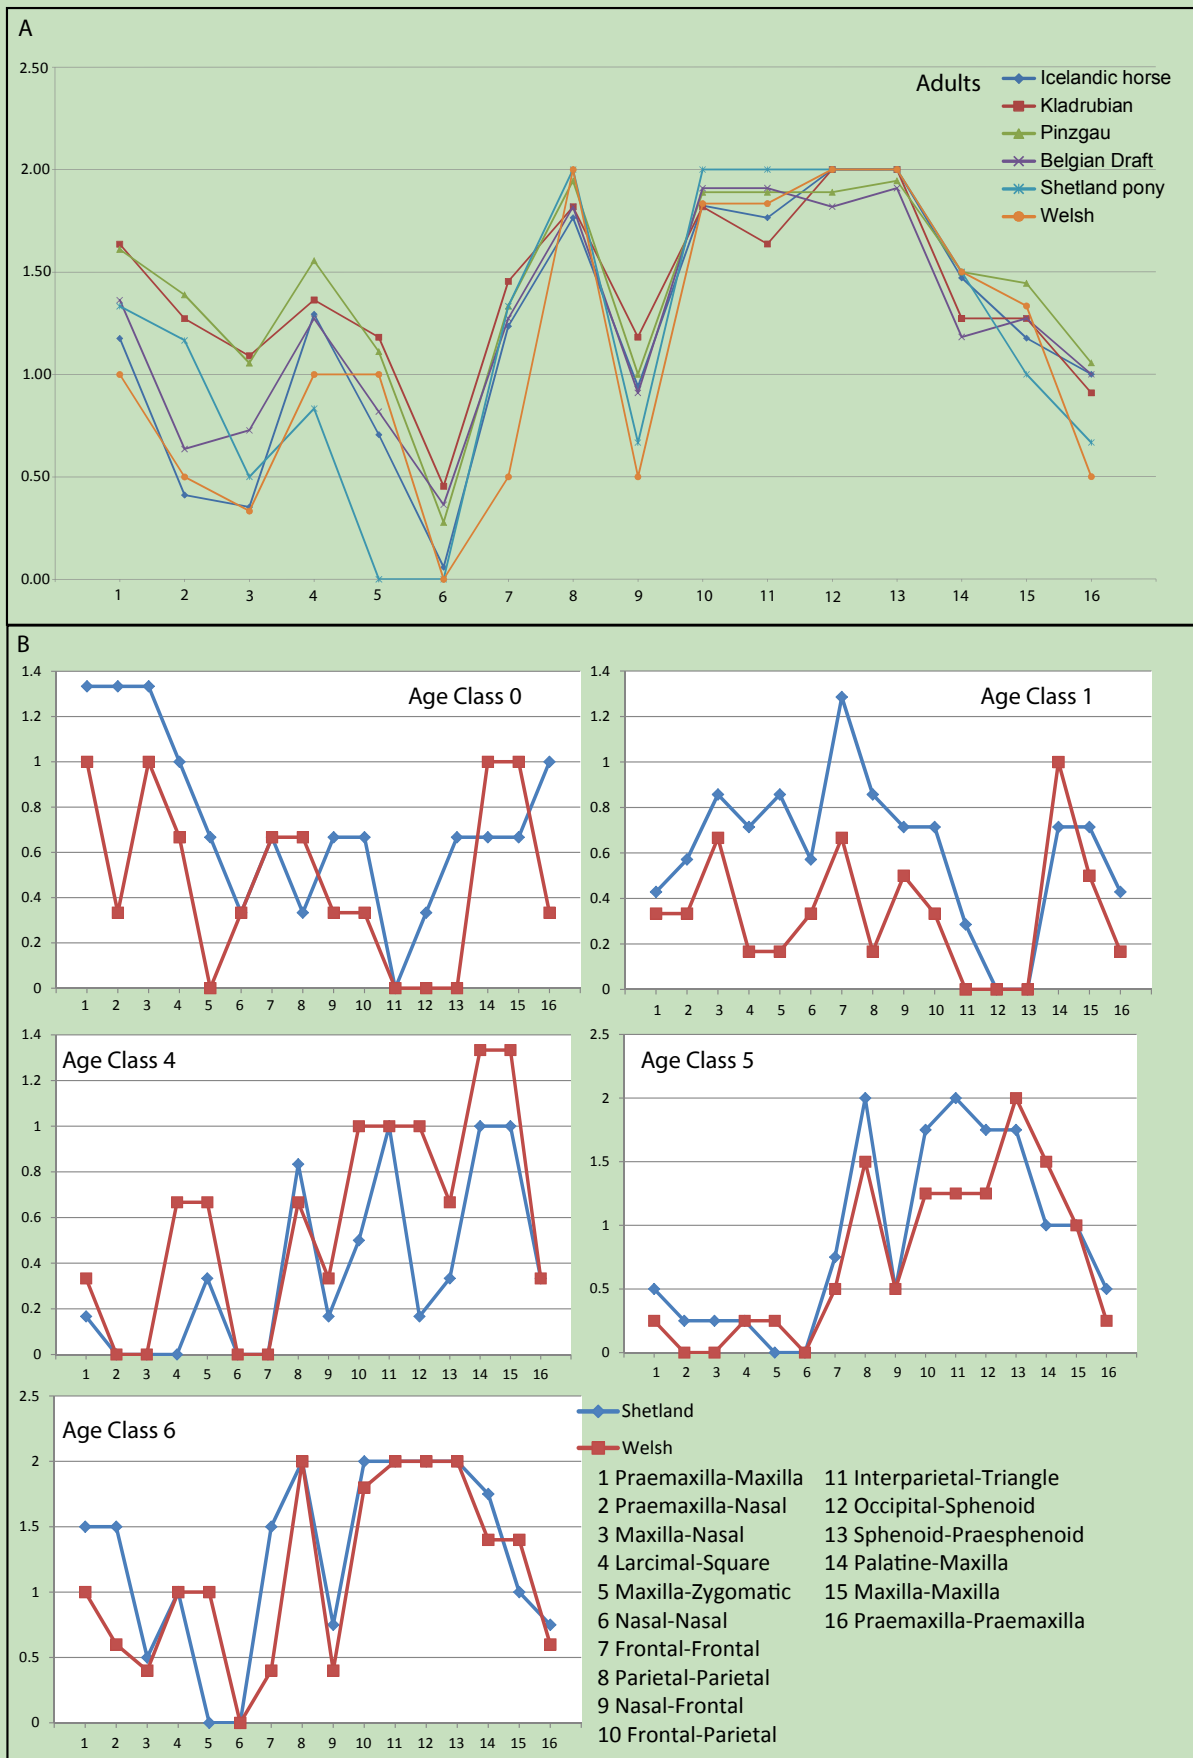 A
Adults
Icelandic horse
Kladrubian
Pinzgau
Belgian Draft
Shetland pony
Welsh
2.50
2.00
1.50
1.00
0.50
0.00
1 2 3 4 5 6 7 8 9 10 11 12 13 14 15 16
B
Age Class 0
1.4
1.2
1
0.8
0.6
0.4
0.2
0
1 2 3 4 5 6 7 8 9 10 11 12 13 14 15 16
Age Class 1
1.4
1.2
1
0.8
0.6
0.4
0.2
0
1 2 3 4 5 6 7 8 9 10 11 12 13 14 15 16
Age Class 4
1.4
1.2
1
0.8
0.6
0.4
0.2
0
1 2 3 4 5 6 7 8 9 10 11 12 13 14 15 16
Age Class 5
2.5
2
1.5
1
0.5
0
1 2 3 4 5 6 7 8 9 10 11 12 13 14 15 16
Age Class 6
2.5
2
1.5
1
0.5
0
1 2 3 4 5 6 7 8 9 10 11 12 13 14 15 16
Shetland
Welsh
1 Praemaxilla-Maxilla
2 Praemaxilla-Nasal
3 Maxilla-Nasal
4 Larcimal-Square
5 Maxilla-Zygomatic
6 Nasal-Nasal
7 Frontal-Frontal
8 Parietal-Parietal
9 Nasal-Frontal
10 Frontal-Parietal
11 Interparietal-Triangle
12 Occipital-Sphenoid
13 Sphenoid-Praesphenoid
14 Palatine-Maxilla
15 Maxilla-Maxilla
16 Praemaxilla-Praemaxilla